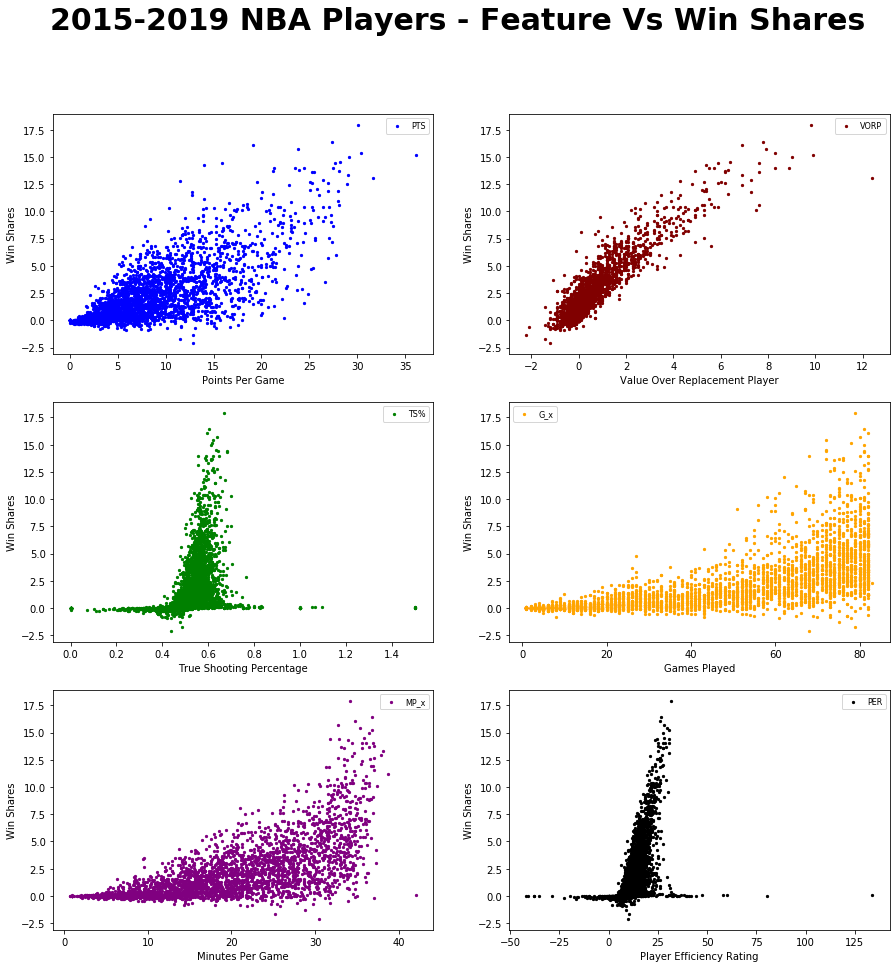 2015-2019 NBA Players - Feature Vs Win Shares
17.5
15.0
12.5
10.0
7.5
5.0
2.5
0.0
−2.5
Win Shares
PTS
0 5 10 15 20 25 30 35
Points Per Game
17.5
15.0
12.5
10.0
7.5
5.0
2.5
0.0
−2.5
Win Shares
VORP
−2 0 2 4 6 8 10 12
Value Over Replacement Player
17.5
15.0
12.5
10.0
7.5
5.0
2.5
0.0
−2.5
Win Shares
TS%
0.0 0.2 0.4 0.6 0.8 1.0 1.2 1.4
True Shooting Percentage
17.5
15.0
12.5
10.0
7.5
5.0
2.5
0.0
−2.5
Win Shares
G_x
0 20 40 60 80
Games Played
17.5
15.0
12.5
10.0
7.5
5.0
2.5
0.0
−2.5
Win Shares
MP_x
0 10 20 30 40
Minutes Per Game
17.5
15.0
12.5
10.0
7.5
5.0
2.5
0.0
−2.5
Win Shares
PER
−50 −25 0 25 50 75 100 125
Player Efficiency Rating